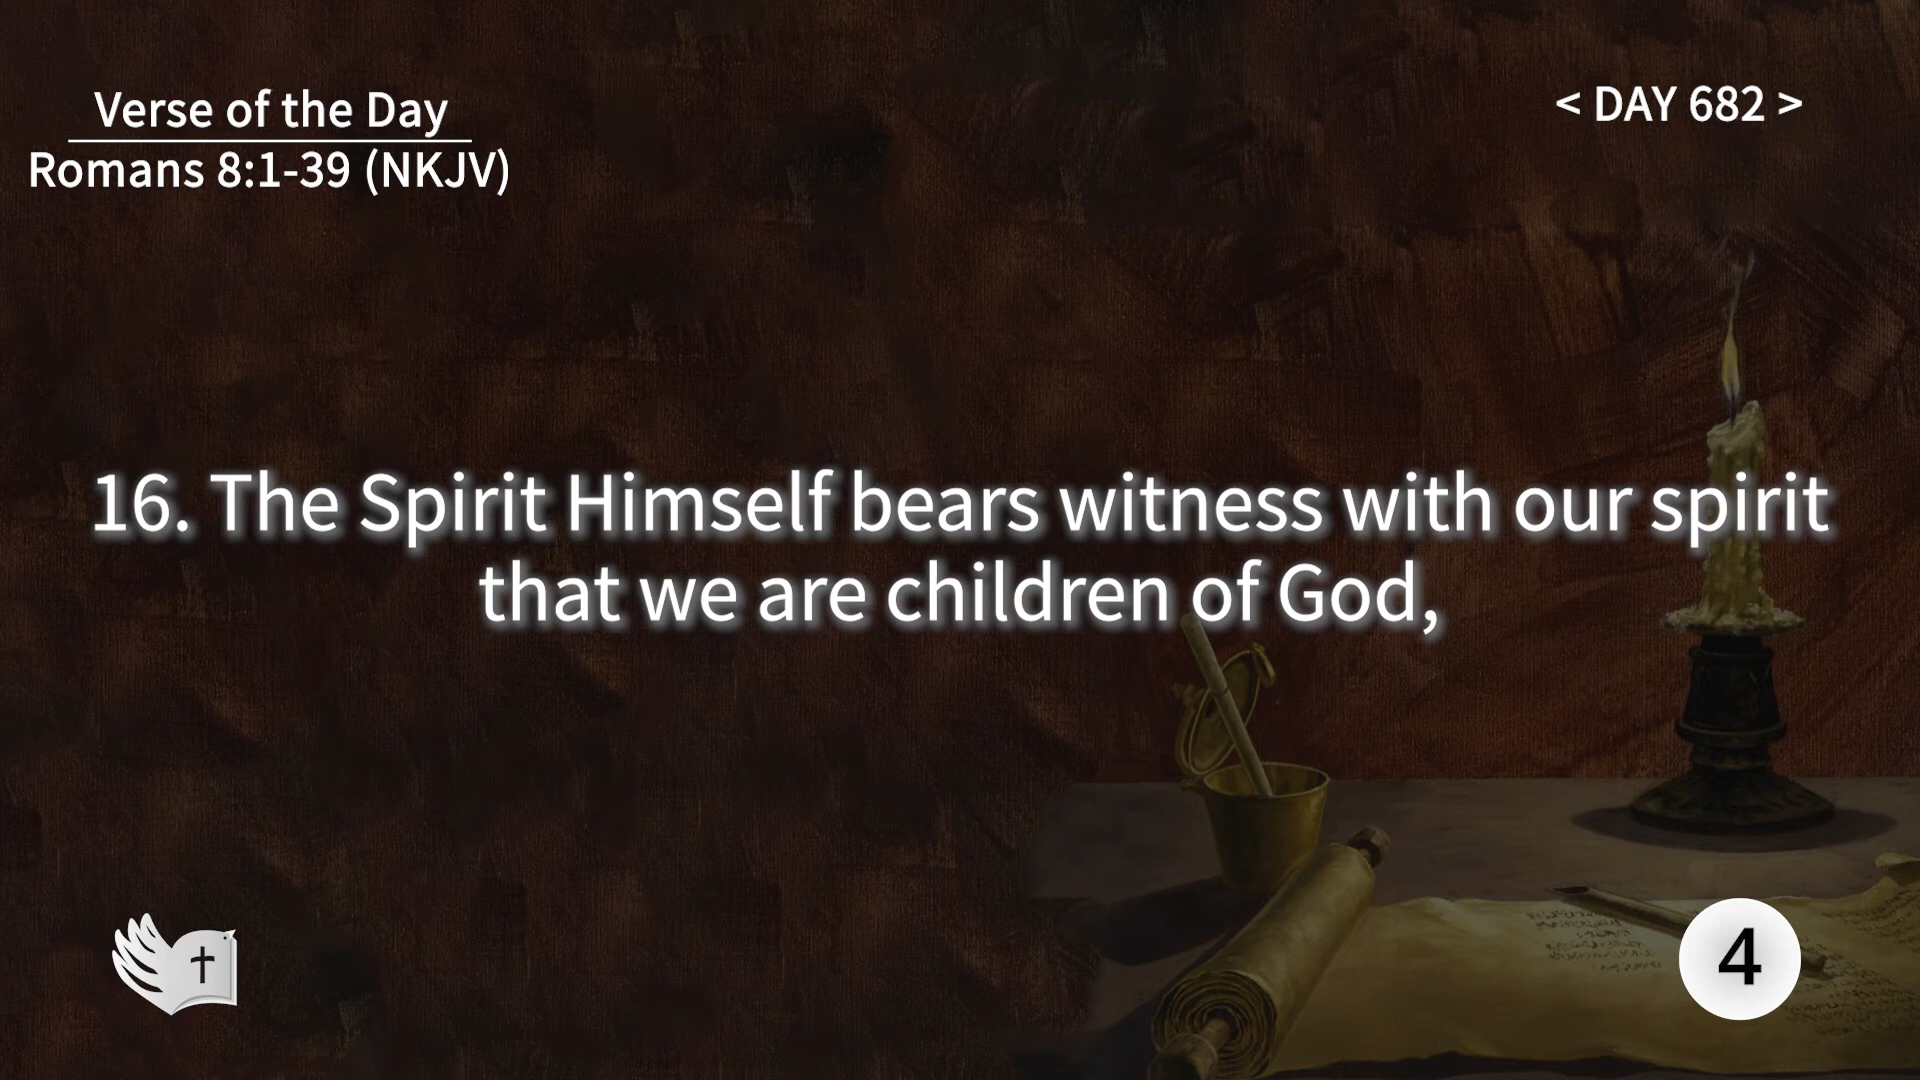 Verse of the Day
Romans 8:1-39 (NKJV)
< DAY 682 >
16. The Spirit Himself bears witness with our spirit
that we are children of God,
4